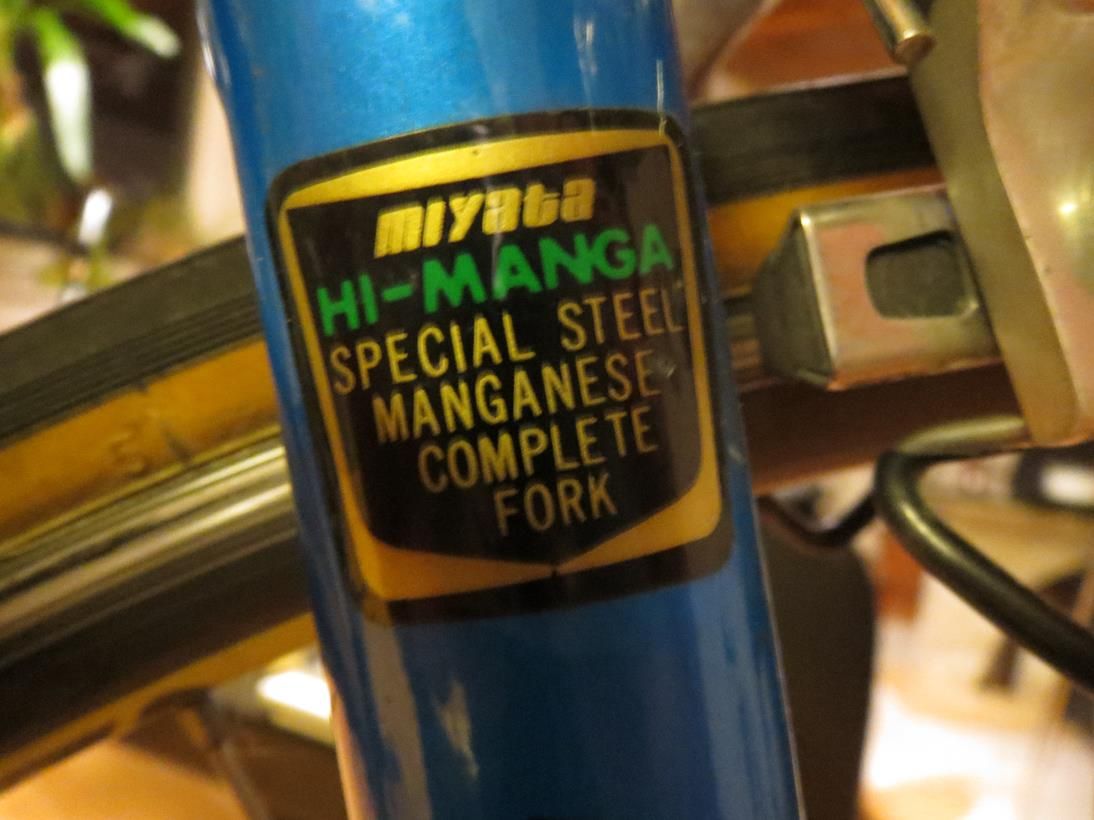 miyata
HI-MANGA
SPECIAL STEEL
MANGANESE
COMPLETE
FORK